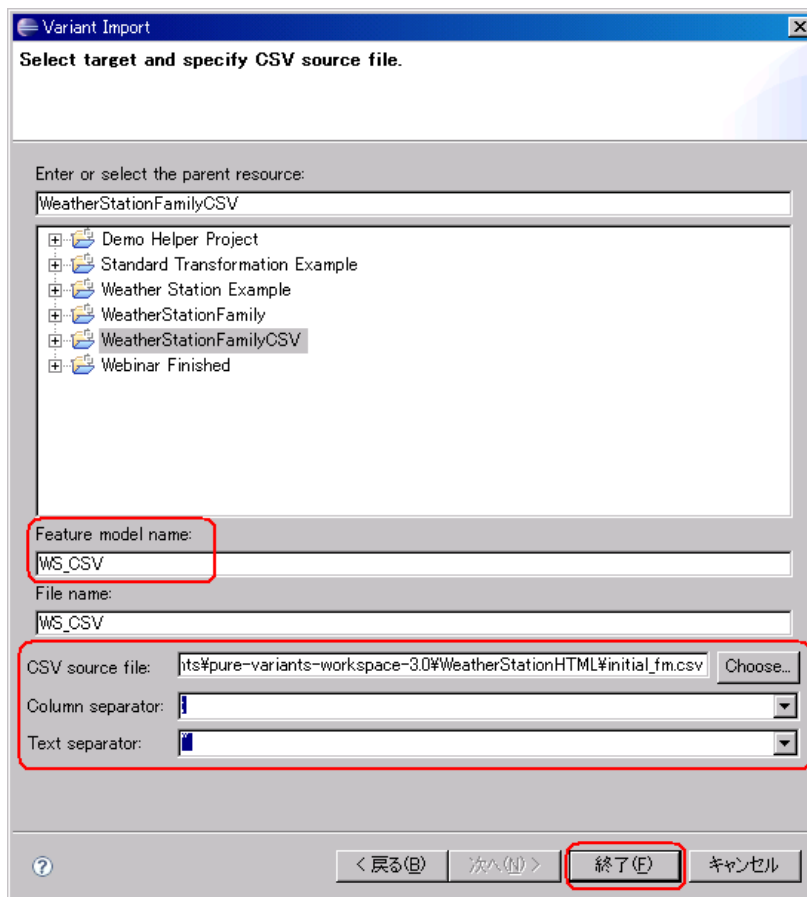 Variant Import
Select target and specify CSV source file.
Enter or select the parent resource:
WeatherStationFamilyCSV
Demo Helper Project
Standard Transformation Example
Weather Station Example
WeatherStationFamily
WeatherStationFamilyCSV
Webinar Finished
Feature model name:
WS_CSV
File name:
WS_CSV
CSV source file: nts¥pure-variants-workspace-3.0¥WeatherStationHTML¥initial_fm.csv Choose...
Column separator:
Text separator: "
< 戻る(B) 次へ(N) > 終了(F) キャンセル